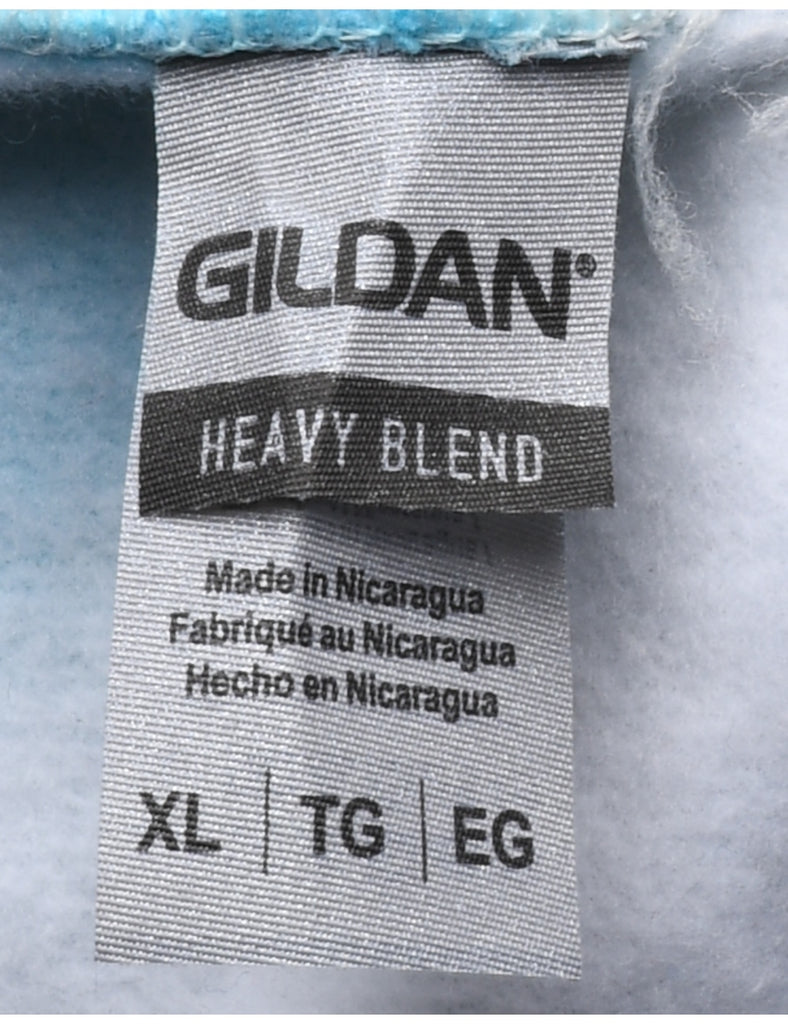 GILDAN®
HEAVY BLEND
Made in Nicaragua
Fabriqué au Nicaragua
Hecho en Nicaragua
XL | TG | EG